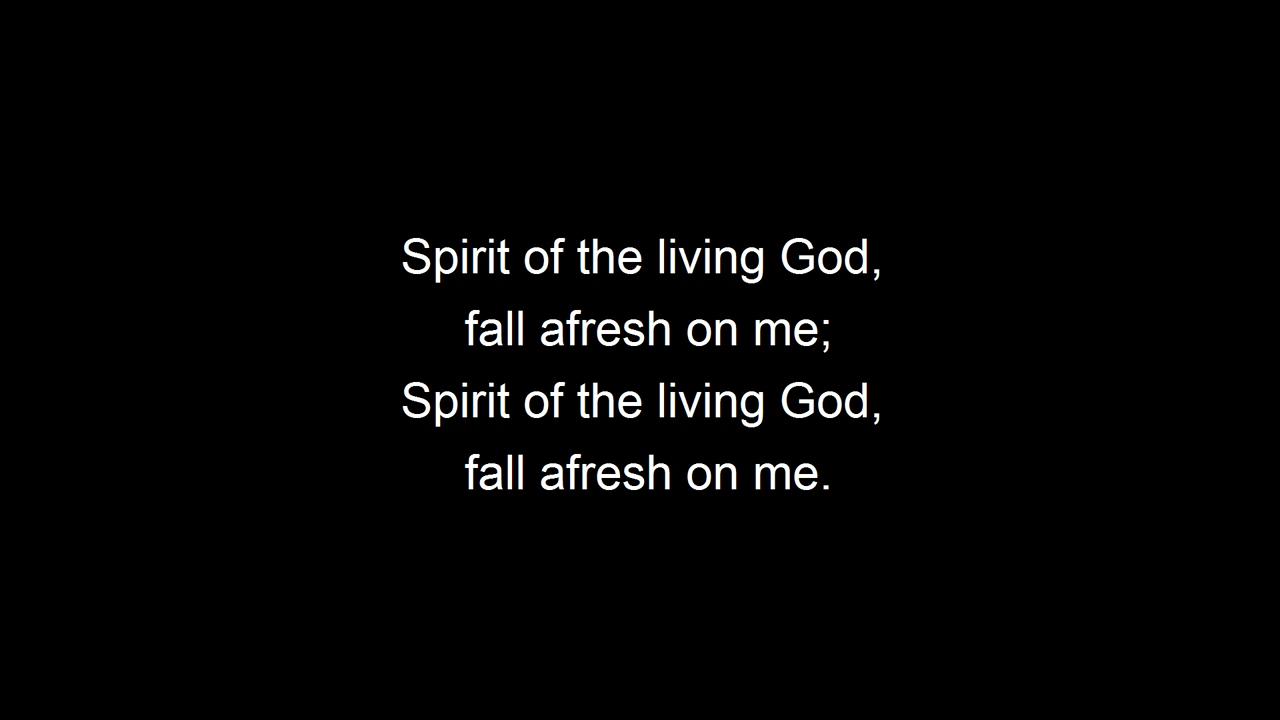 Spirit of the living God,
fall afresh on me;
Spirit of the living God,
fall afresh on me.